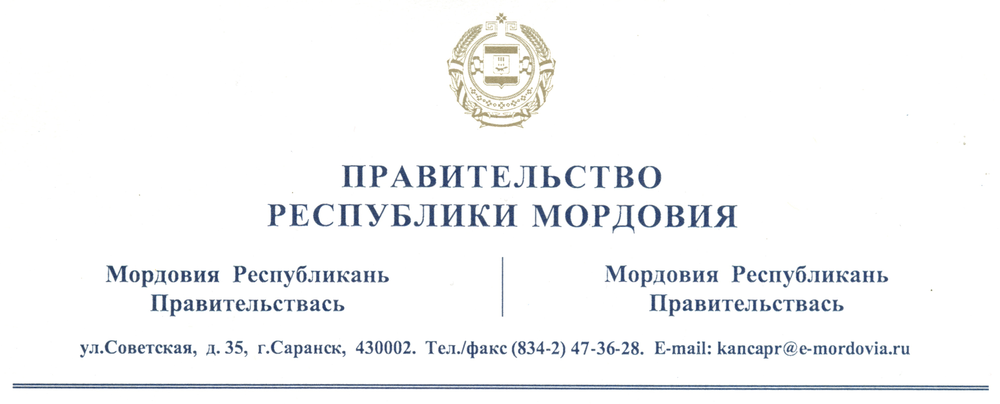 ПРАВИТЕЛЬСТВО
РЕСПУБЛИКИ МОРДОВИЯ
Мордовия Республикань
Правительствась
Мордовия Республикань
Правительствась
ул.Советская, д. 35, г.Саранск, 430002. Тел./факс (834-2) 47-36-28. E-mail: kancapr@e-mordovia.ru